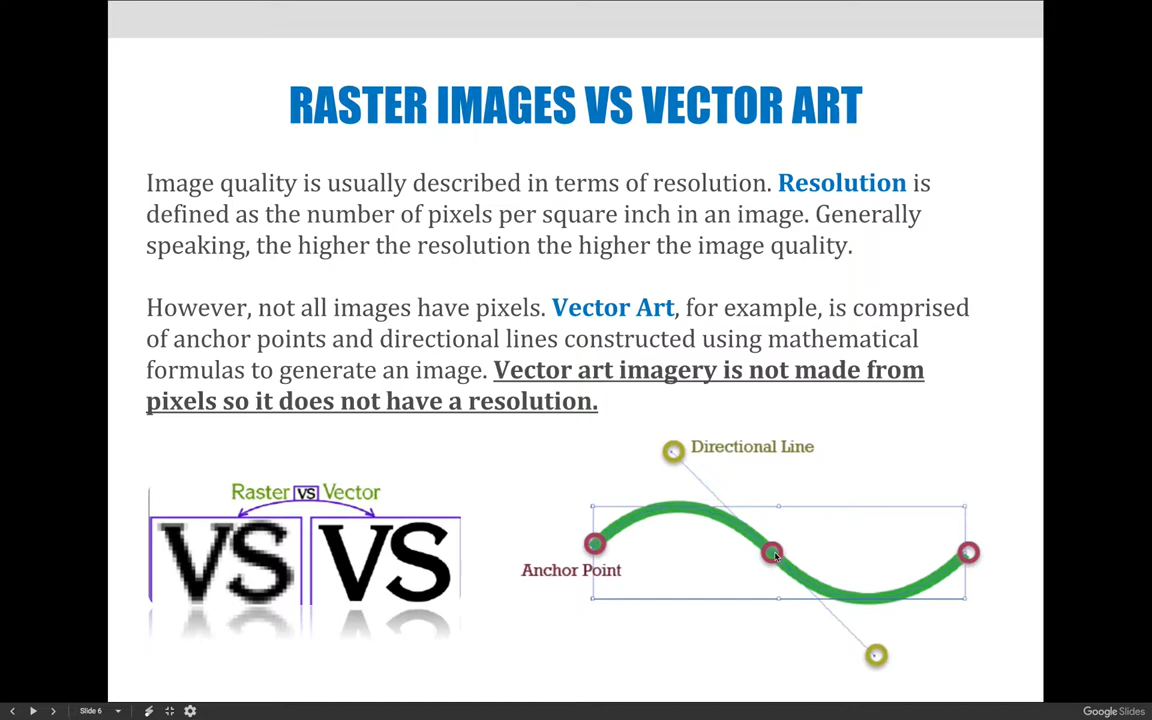 RASTER IMAGES VS VECTOR ART
Image quality is usually described in terms of resolution. Resolution is
defined as the number of pixels per square inch in an image. Generally
speaking, the higher the resolution the higher the image quality.
However, not all images have pixels. Vector Art, for example, is comprised
of anchor points and directional lines constructed using mathematical
formulas to generate an image. Vector art imagery is not made from
pixels so it does not have a resolution.
Directional Line
Raster VS Vector
VS VS
Anchor Point
Slide 6
Google Slides